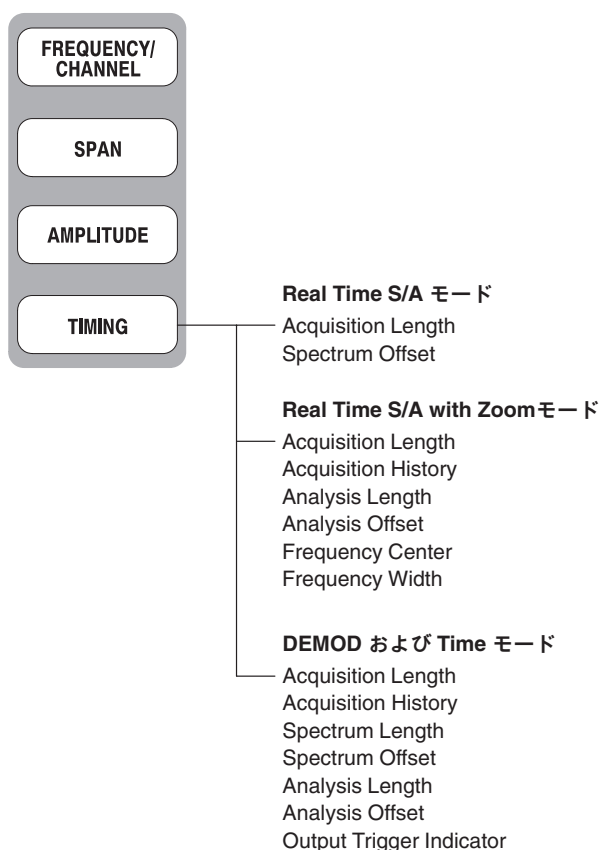 FREQUENCY/
CHANNEL
SPAN
AMPLITUDE
TIMING
Real Time S/A モード
Acquisition Length
Spectrum Offset
Real Time S/A with Zoomモード
Acquisition Length
Acquisition History
Analysis Length
Analysis Offset
Frequency Center
Frequency Width
DEMOD および Time モード
Acquisition Length
Acquisition History
Spectrum Length
Spectrum Offset
Analysis Length
Analysis Offset
Output Trigger Indicator